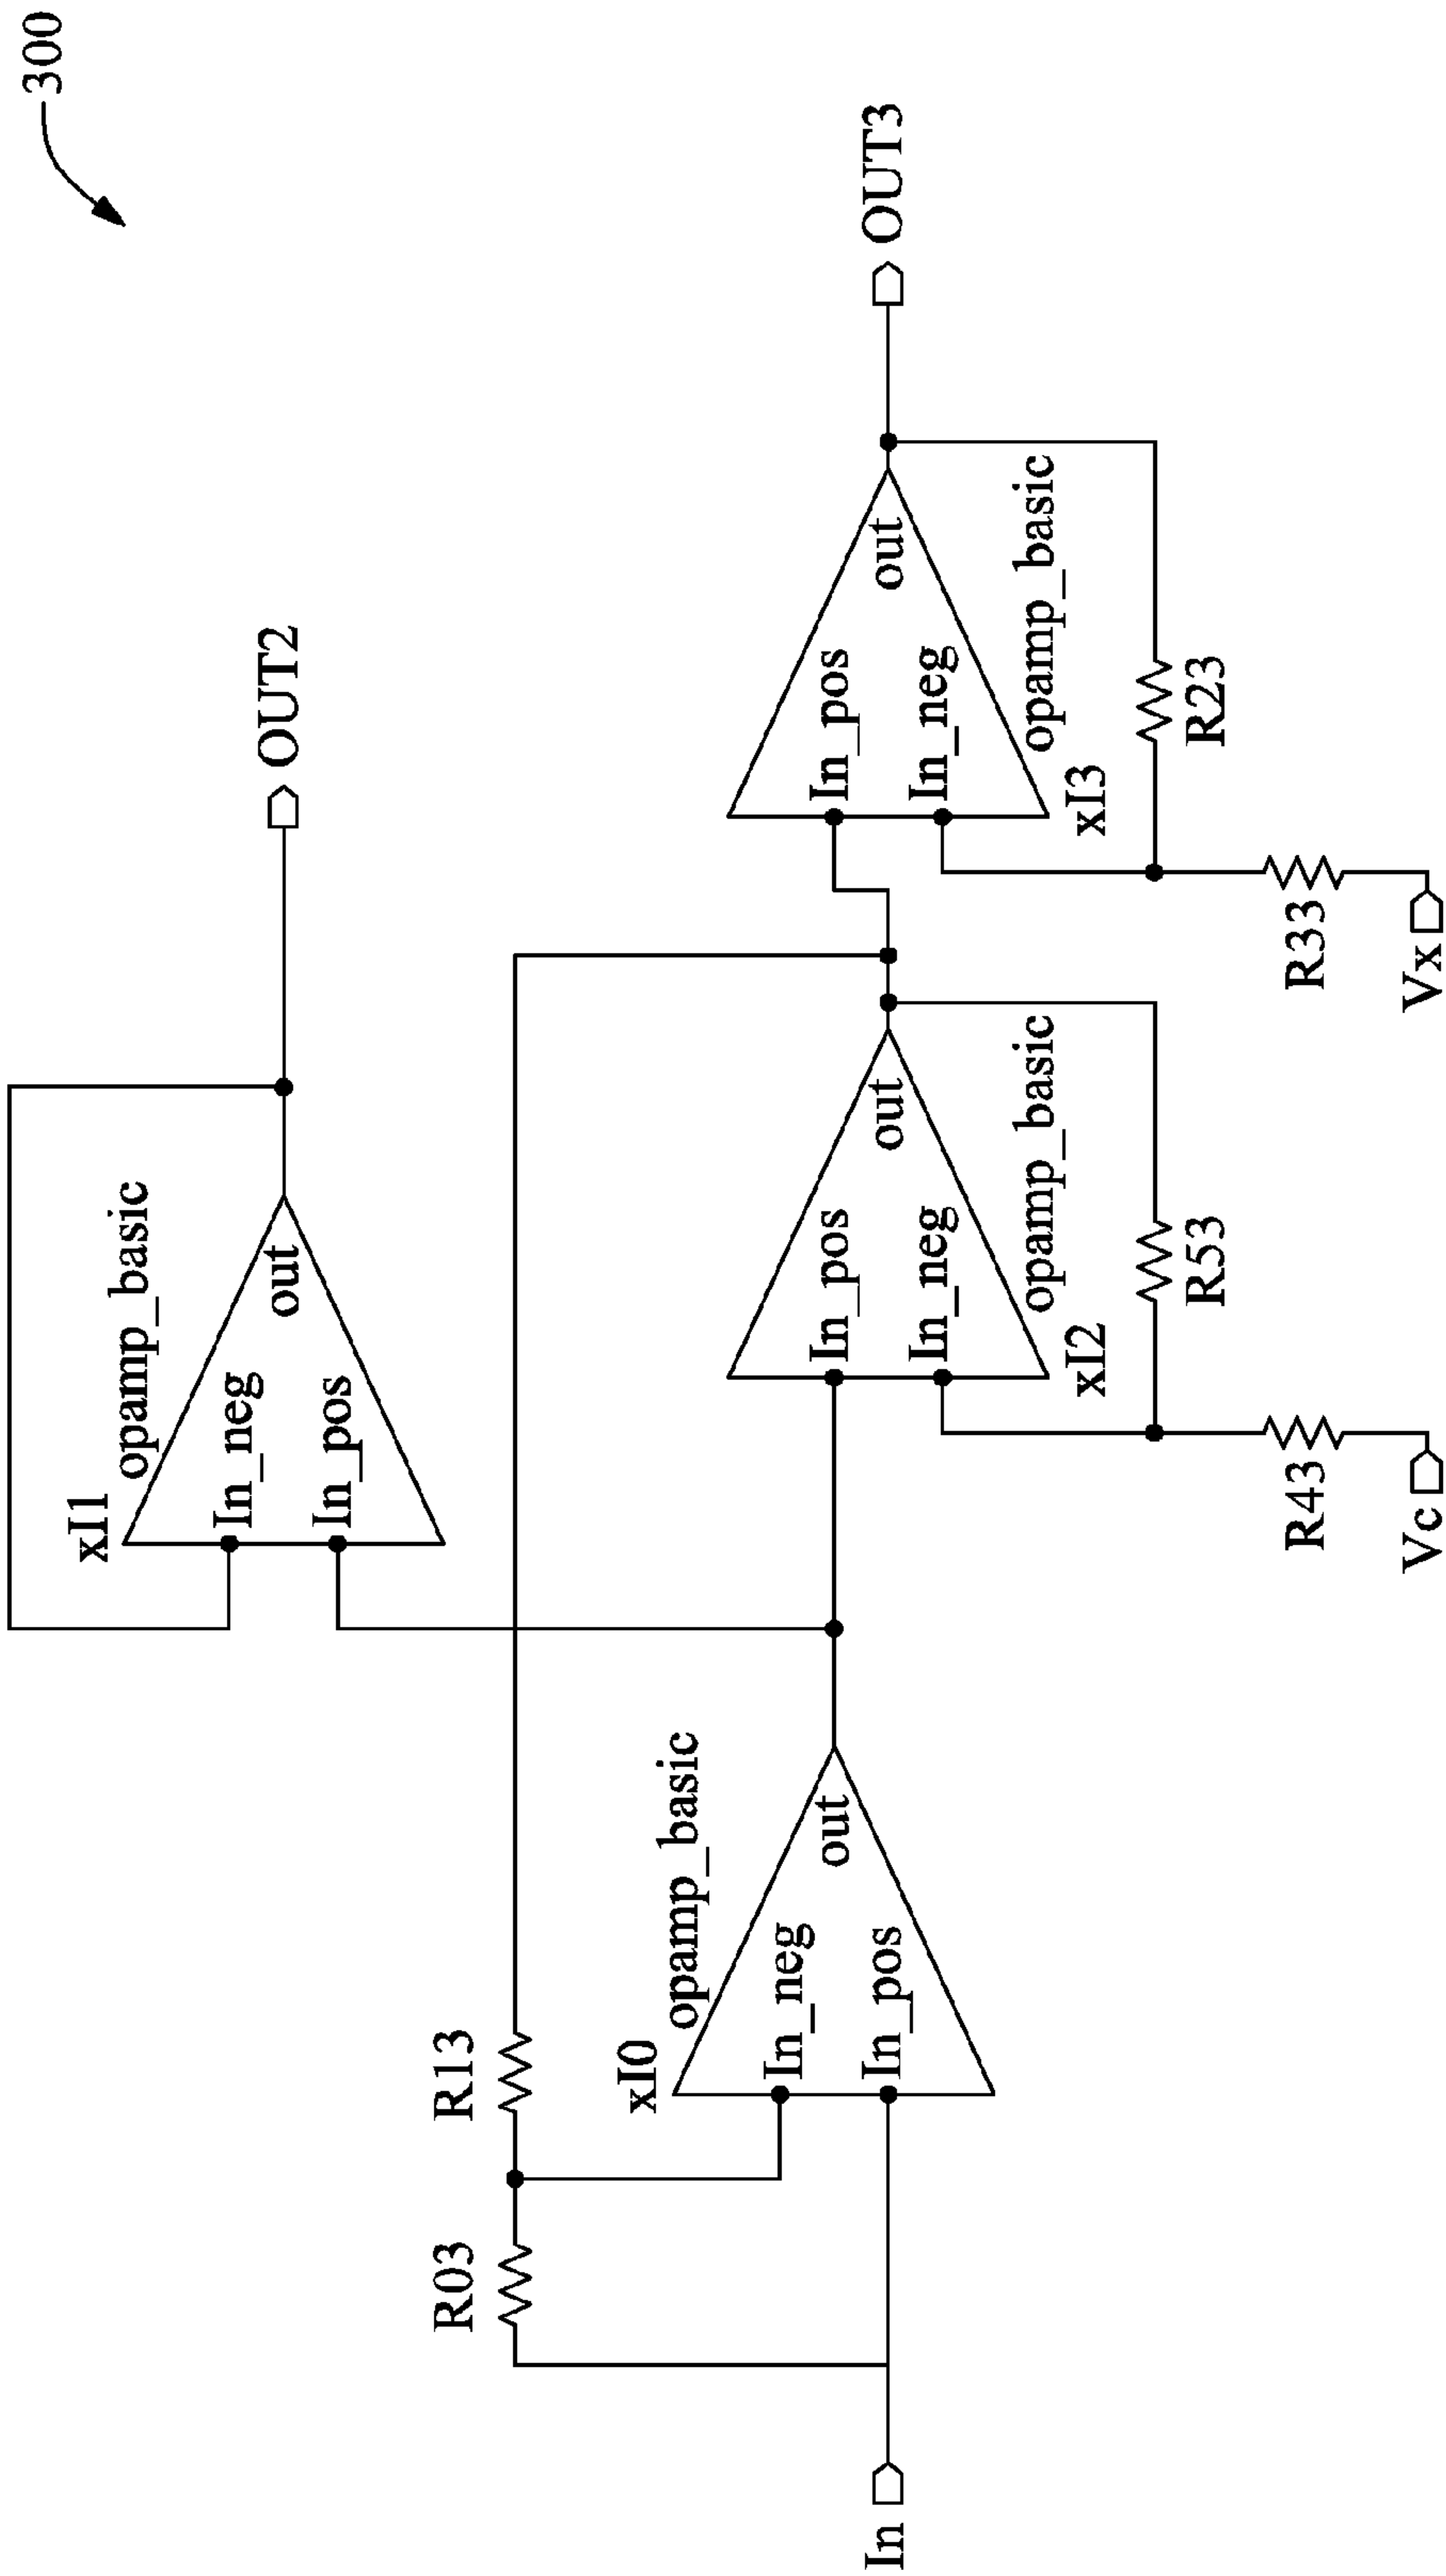 300
xI1
opamp_basic
In_neg
In_pos
out
OUT2
R03
R13
xI0
opamp_basic
In_neg
In_pos
out
In
In_pos
In_neg
out
opamp_basic
xI2
R53
R43
Vc
In_pos
In_neg
out
opamp_basic
xI3
R23
R33
Vx
OUT3